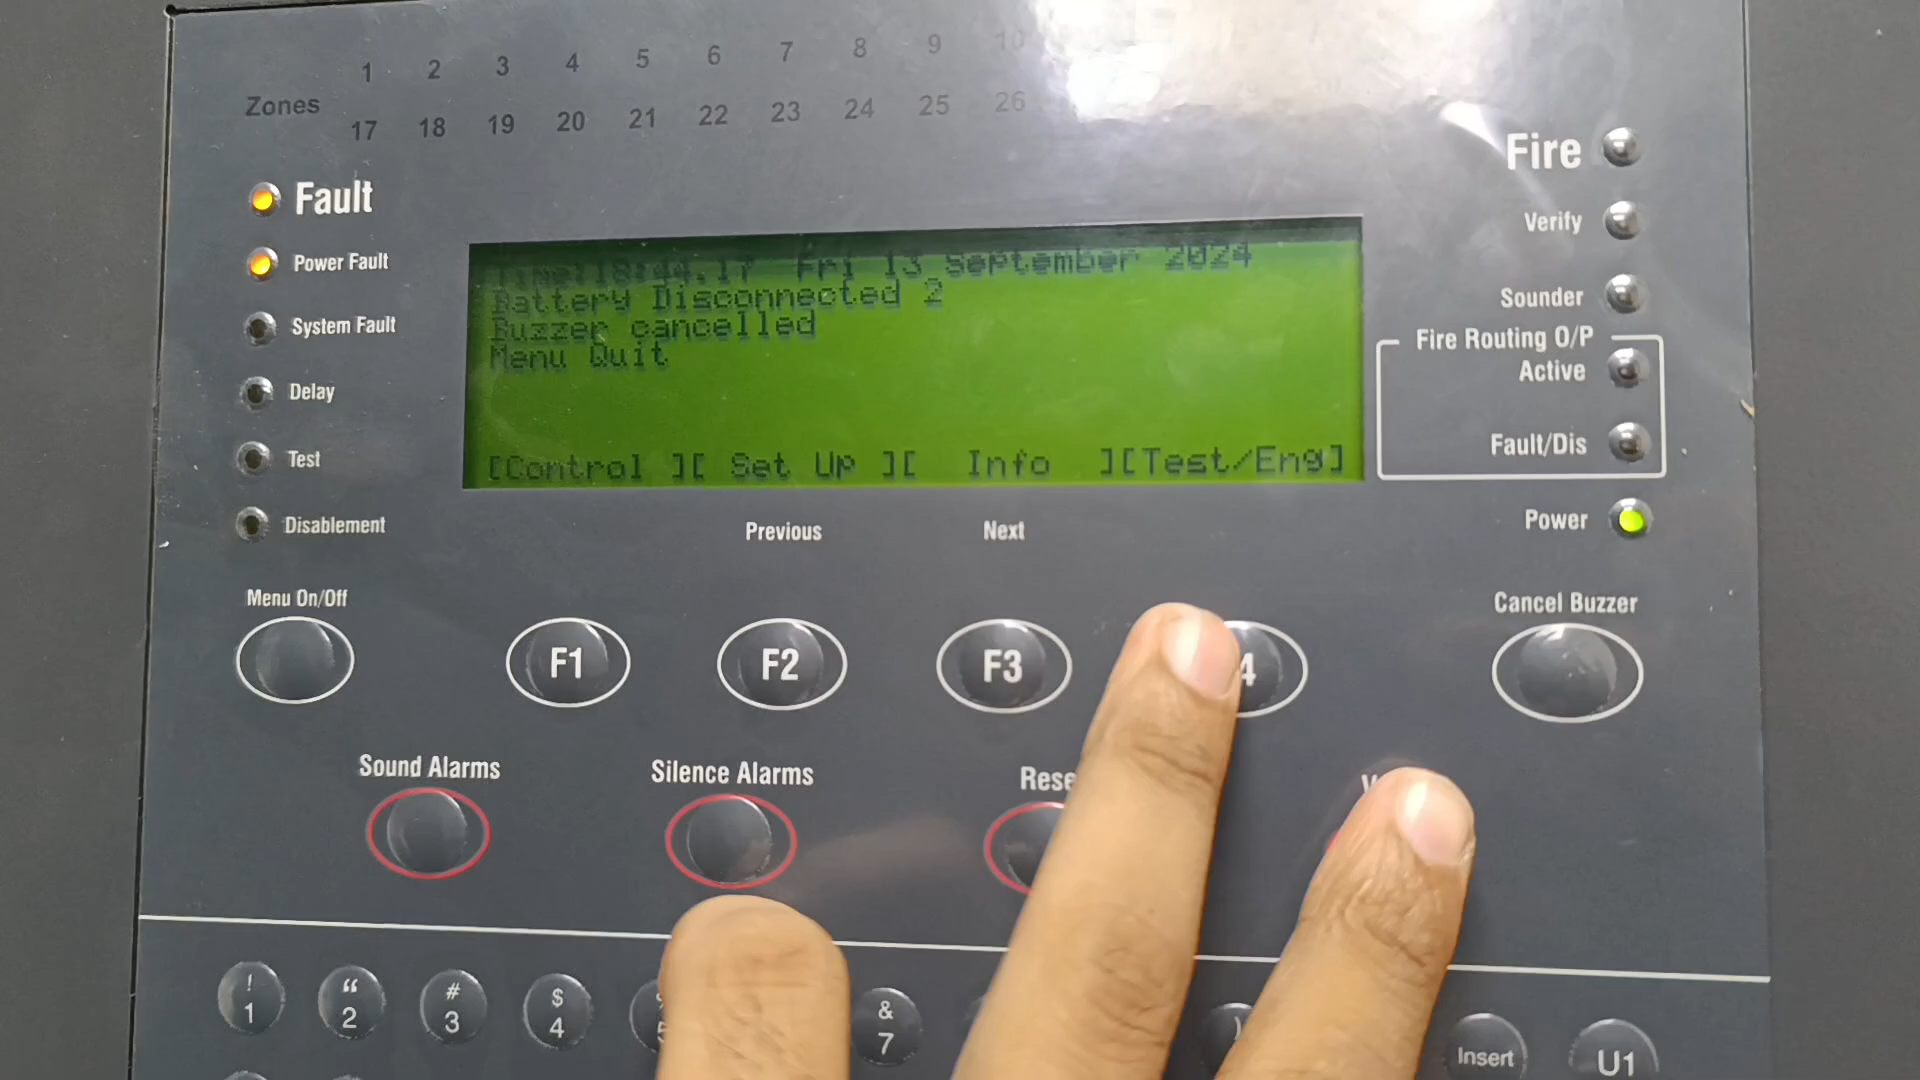 1 2 3 4 5 6 7 8 9 10
Zones
17 18 19 20 21 22 23 24 25 26
Fault
Power Fault
System Fault
Delay
Test
Disablement
Time:18:44.17 Fri 13 September 2024
Battery Disconnected 2
Buzzer cancelled
Menu Quit
[Control ][ Set Up ][ Info ][Test/Eng]
Fire
Verify
Sounder
Fire Routing O/P
Active
Fault/Dis
Power
Previous Next
Menu On/Off
Cancel Buzzer
F1 F2 F3 4
Sound Alarms
Silence Alarms
Rese
! “ # $ &
1 2 3 4 5 7
)
Insert
U1